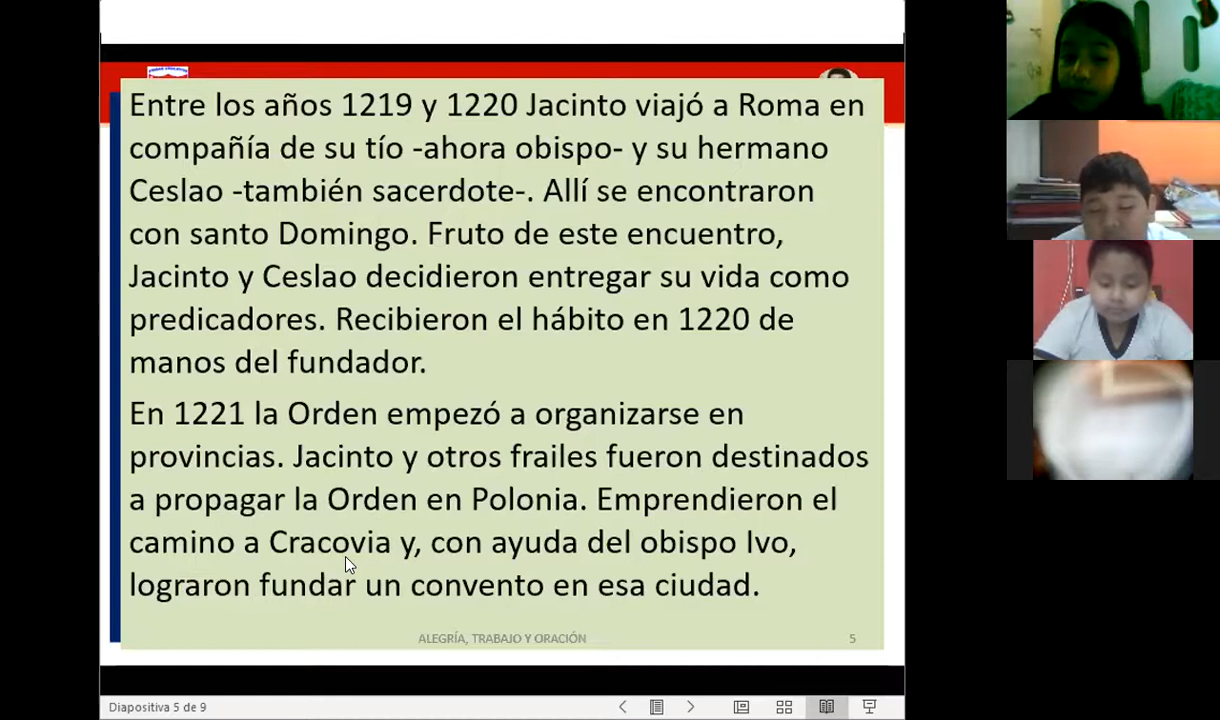 Entre los años 1219 y 1220 Jacinto viajó a Roma en
compañía de su tío -ahora obispo- y su hermano
Ceslao -también sacerdote-. Allí se encontraron
con santo Domingo. Fruto de este encuentro,
Jacinto y Ceslao decidieron entregar su vida como
predicadores. Recibieron el hábito en 1220 de
manos del fundador.
En 1221 la Orden empezó a organizarse en
provincias. Jacinto y otros frailes fueron destinados
a propagar la Orden en Polonia. Emprendieron el
camino a Cracovia y, con ayuda del obispo Ivo,
lograron fundar un convento en esa ciudad.
ALEGRÍA, TRABAJO Y ORACIÓN
5
Diapositiva 5 de 9